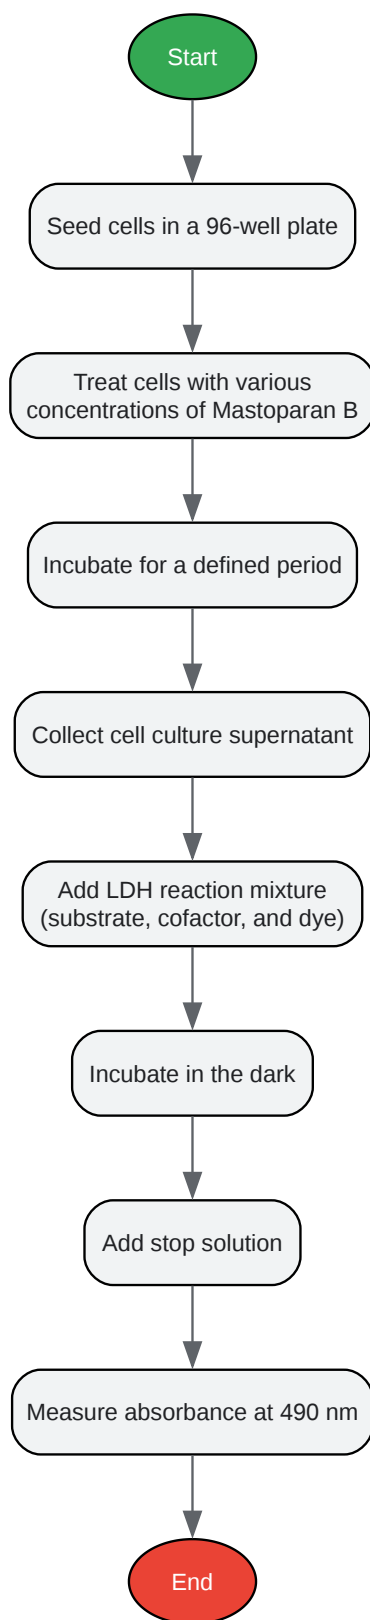 Start
Seed cells in a 96-well plate
Treat cells with various
concentrations of Mastoparan B
Incubate for a defined period
Collect cell culture supernatant
Add LDH reaction mixture
(substrate, cofactor, and dye)
Incubate in the dark
Add stop solution
Measure absorbance at 490 nm
End